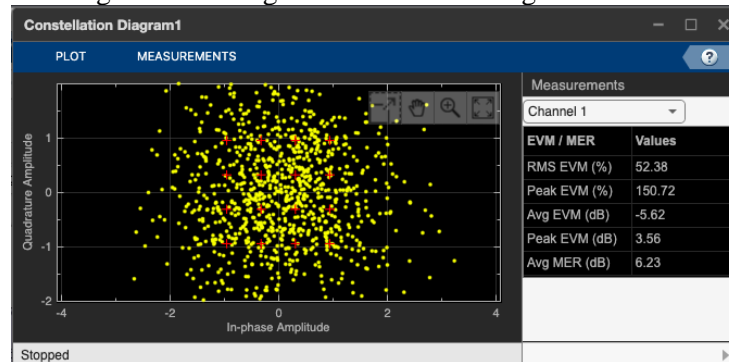 Constellation Diagram1
PLOT MEASUREMENTS ?
Measurements
Channel 1
EVM / MER Values
RMS EVM (%) 52.38
Peak EVM (%) 150.72
Avg EVM (dB) -5.62
Peak EVM (dB) 3.56
Avg MER (dB) 6.23
Quadrature Amplitude
1
0
-1
-2
-4 -2 0 2 4
In-phase Amplitude
Stopped